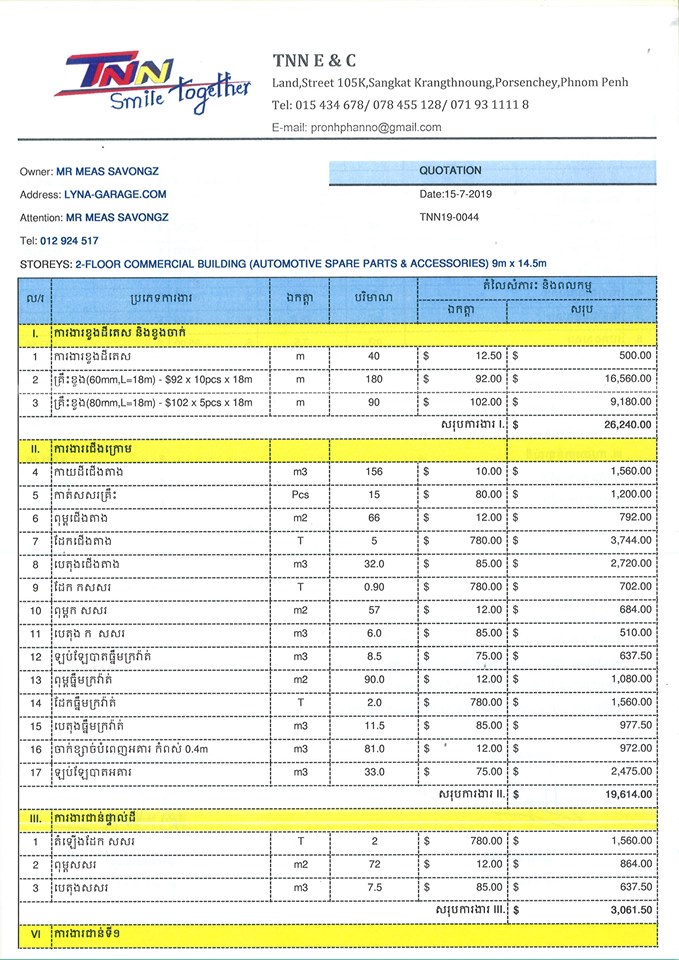 TNN
Smile Together
TNN E & C
Land,Street 105K,Sangkat Krangthnoung,Porsenchey,Phnom Penh
Tel: 015 434 678/ 078 455 128/ 071 93 1111 8
E-mail: pronhphanno@gmail.com
Owner: MR MEAS SAVONGZ QUOTATION
Address: LYNA-GARAGE.COM Date:15-7-2019
Attention: MR MEAS SAVONGZ TNN19-0044
Tel: 012 924 517
STOREYS: 2-FLOOR COMMERCIAL BUILDING (AUTOMOTIVE SPARE PARTS & ACCESSORIES) 9m x 14.5m
ល/រ ប្រភេទការងារ ឯកត្តា បរិមាណ តំលៃសំភារះ និងពលកម្ម
ឯកត្តា សរុប
I. ការងារខួងដីតេស និងខួងចាក់
1 ការងារខួងដីតេស m 40 $ 12.50 $ 500.00
2 គ្រឹះខួង(60mm,L=18m) - $92 x 10pcs x 18m m 180 $ 92.00 $ 16,560.00
3 គ្រឹះខួង(80mm,L=18m) - $102 x 5pcs x 18m m 90 $ 102.00 $ 9,180.00
សរុបការងារ I. $ 26,240.00
II. ការងារជើងក្រោម
4 កាយដីជើងតាង m3 156 $ 10.00 $ 1,560.00
5 កាត់សសរគ្រឹះ Pcs 15 $ 80.00 $ 1,200.00
6 ពុម្ពជើងតាង m2 66 $ 12.00 $ 792.00
7 ដែកជើងតាង T 5 $ 780.00 $ 3,744.00
8 បេតុងជើងតាង m3 32.0 $ 85.00 $ 2,720.00
9 ដែក កសសរ T 0.90 $ 780.00 $ 702.00
10 ពុម្ពក សសរ m2 57 $ 12.00 $ 684.00
11 បេតុង ក សសរ m3 6.0 $ 85.00 $ 510.00
12 ឡប់ឡែបាតធ្នឹមក្រវ៉ាត់ m3 8.5 $ 75.00 $ 637.50
13 ពុម្ពធ្នឹមក្រវ៉ាត់ m2 90.0 $ 12.00 $ 1,080.00
14 ដែកធ្នឹមក្រវ៉ាត់ T 2.0 $ 780.00 $ 1,560.00
15 បេតុងធ្នឹមក្រវ៉ាត់ m3 11.5 $ 85.00 $ 977.50
16 ចាក់ខ្សាច់បំពេញអគារ កំពស់ 0.4m m3 81.0 $ 12.00 $ 972.00
17 ឡប់ឡែបាតអគារ m3 33.0 $ 75.00 $ 2,475.00
សរុបការងារ II. $ 19,614.00
III. ការងារជាន់ផ្ទាល់ដី
1 តំឡើងដែក សសរ T 2 $ 780.00 $ 1,560.00
2 ពុម្ពសសរ m2 72 $ 12.00 $ 864.00
3 បេតុងសសរ m3 7.5 $ 85.00 $ 637.50
សរុបការងារ III. $ 3,061.50
VI ការងារជាន់ទី១